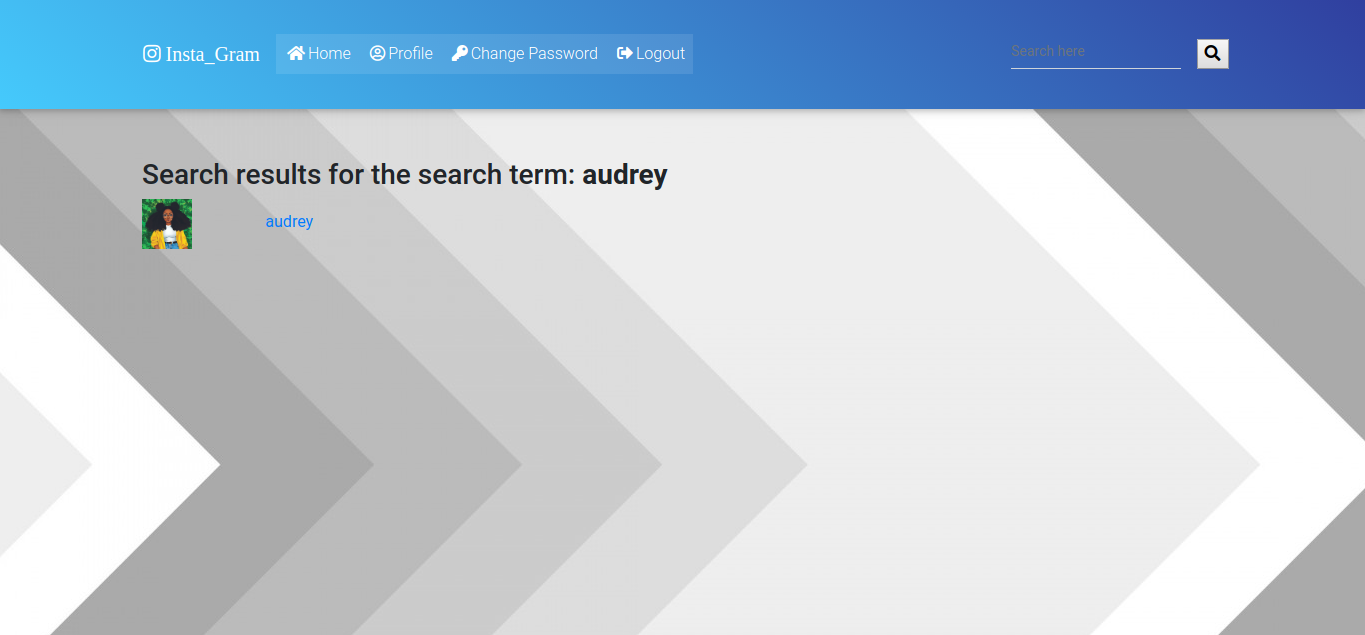 Insta_Gram Home Profile Change Password Logout Search here
Search results for the search term: audrey
audrey